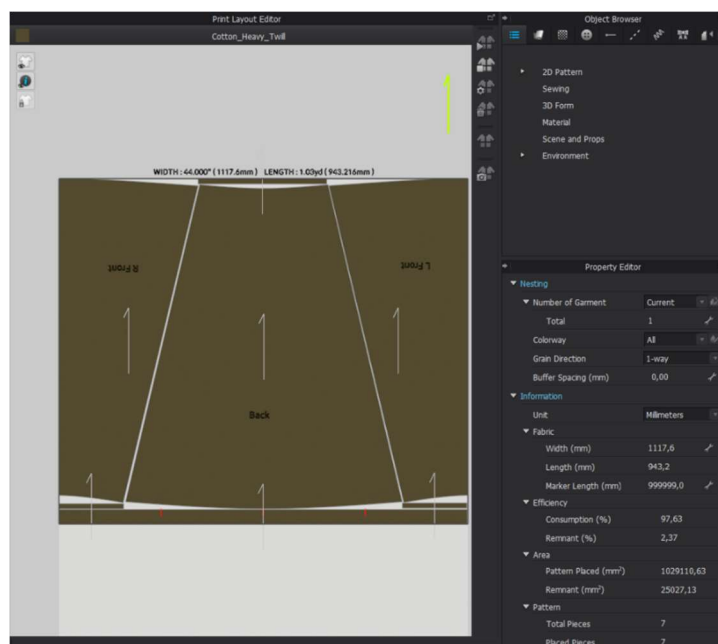 Print Layout Editor
Cotton_Heavy_Twill
WIDTH : 44.000" ( 1117.6mm ) LENGTH : 1.03yd ( 943.216mm )
R Front
L Front
Back
Object Browser
2D Pattern
Sewing
3D Form
Material
Scene and Props
Environment
Property Editor
Nesting
Number of Garment Current
Total 1
Colorway All
Grain Direction 1-way
Buffer Spacing (mm) 0,00
Information
Unit Millimeters
Fabric
Width (mm) 1117,6
Length (mm) 943,2
Marker Length (mm) 999999,0
Efficiency
Consumption (%) 97,63
Remnant (%) 2,37
Area
Pattern Placed (mm²) 1029110,63
Remnant (mm²) 25027,13
Pattern
Total Pieces 7
Placed Pieces 7